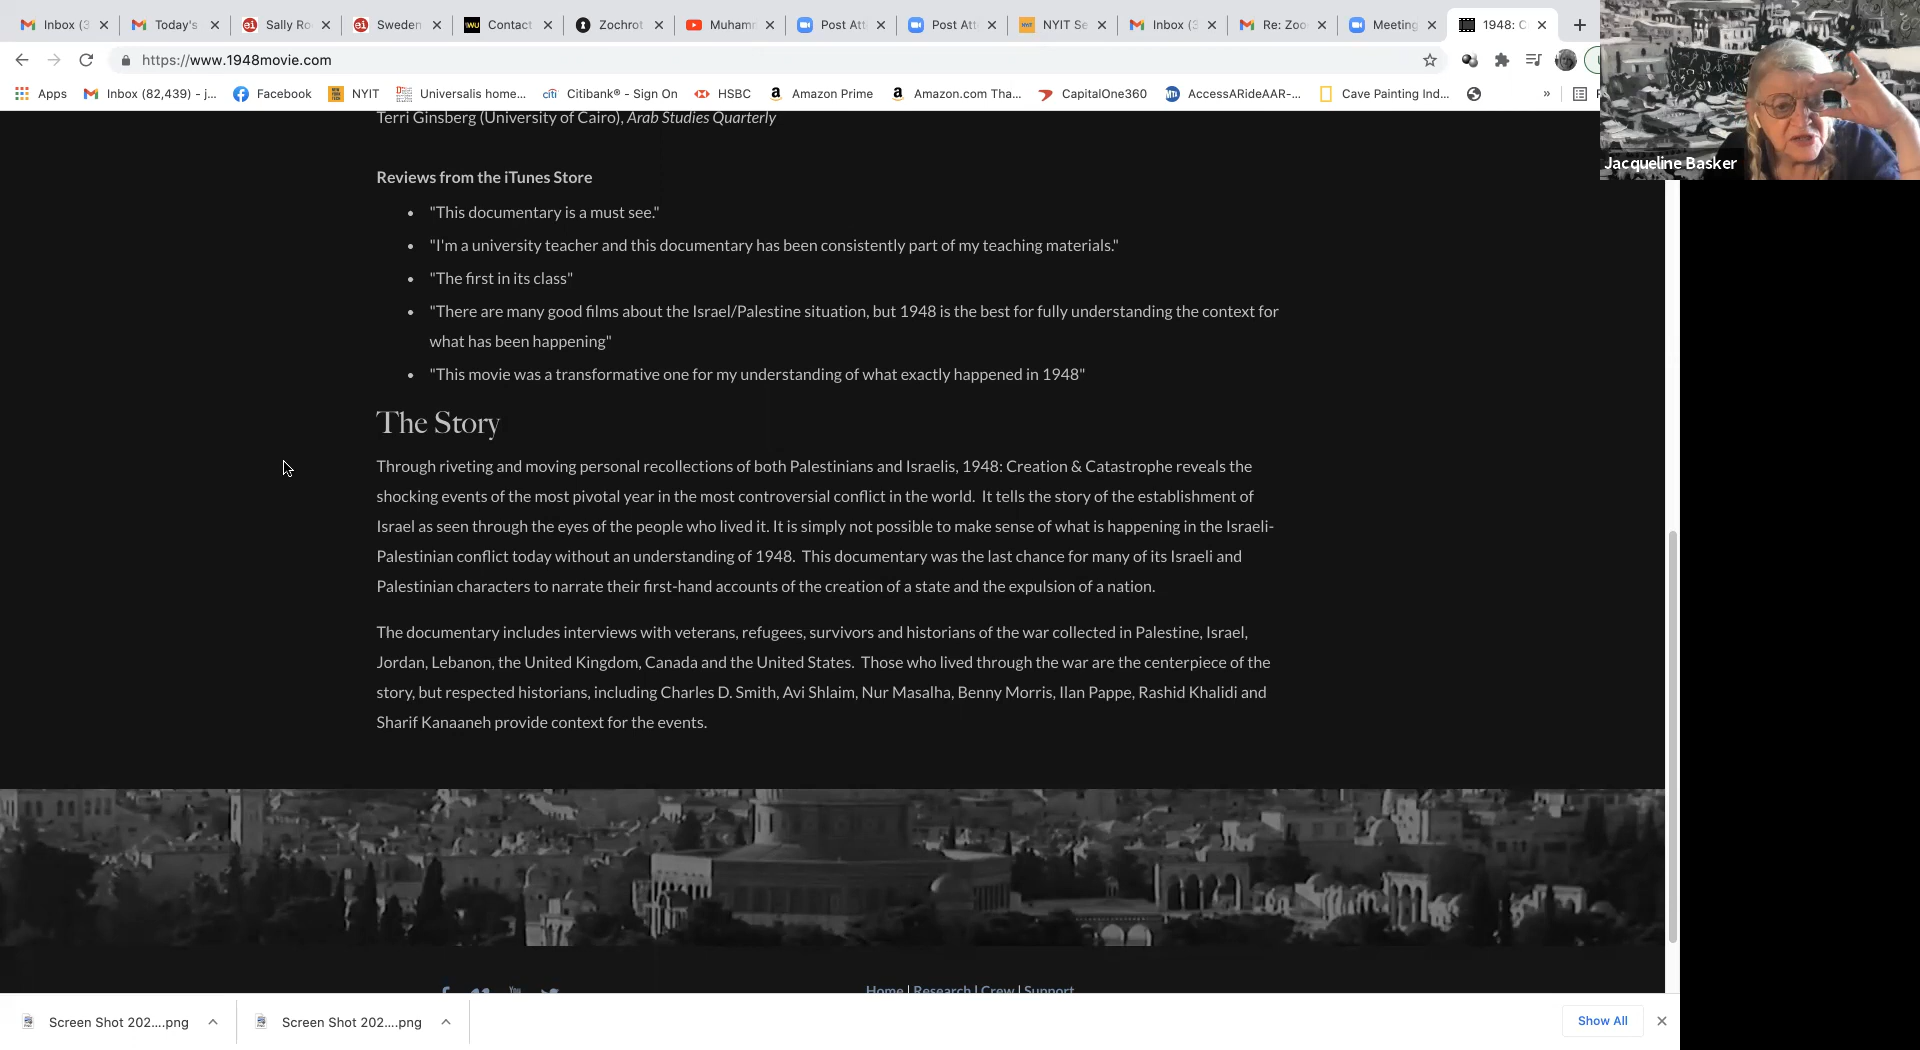 Inbox (3
Today's
Sally Ro
Sweden
Contact
Zochrot
Muhamm
Post Att
Post Att
NYIT Se
Inbox (3
Re: Zoo
Meeting
1948: C
https://www.1948movie.com
Apps
Inbox (82,439) - j...
Facebook
NYIT
Universalis home...
Citibank® - Sign On
HSBC
Amazon Prime
Amazon.com Tha...
CapitalOne360
AccessARideAAR-...
Cave Painting Ind...
»
Jacqueline Basker
Terri Ginsberg (University of Cairo), Arab Studies Quarterly
Reviews from the iTunes Store
• "This documentary is a must see."
• "I'm a university teacher and this documentary has been consistently part of my teaching materials."
• "The first in its class"
• "There are many good films about the Israel/Palestine situation, but 1948 is the best for fully understanding the context for
what has been happening"
• "This movie was a transformative one for my understanding of what exactly happened in 1948"
The Story
Through riveting and moving personal recollections of both Palestinians and Israelis, 1948: Creation & Catastrophe reveals the
shocking events of the most pivotal year in the most controversial conflict in the world. It tells the story of the establishment of
Israel as seen through the eyes of the people who lived it. It is simply not possible to make sense of what is happening in the Israeli-
Palestinian conflict today without an understanding of 1948. This documentary was the last chance for many of its Israeli and
Palestinian characters to narrate their first-hand accounts of the creation of a state and the expulsion of a nation.
The documentary includes interviews with veterans, refugees, survivors and historians of the war collected in Palestine, Israel,
Jordan, Lebanon, the United Kingdom, Canada and the United States. Those who lived through the war are the centerpiece of the
story, but respected historians, including Charles D. Smith, Avi Shlaim, Nur Masalha, Benny Morris, Ilan Pappe, Rashid Khalidi and
Sharif Kanaaneh provide context for the events.
Home | Research | Crew | Support
Screen Shot 202....png
Screen Shot 202....png
Show All